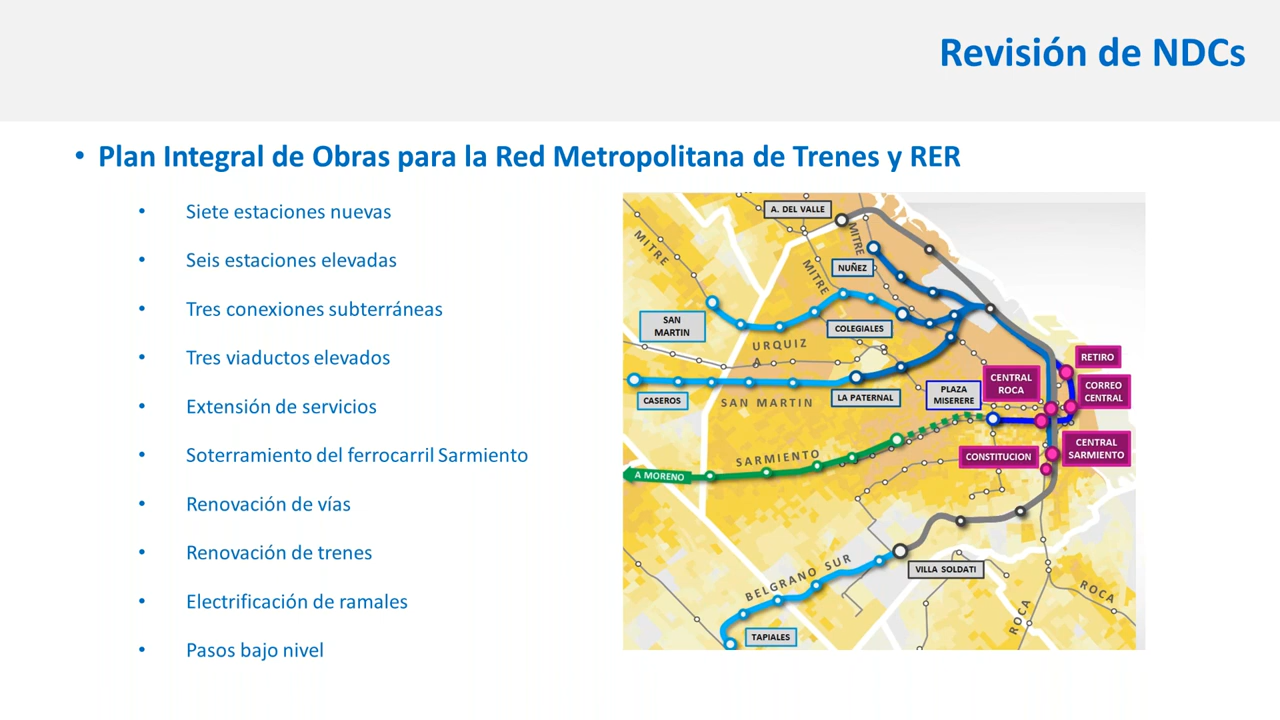 Revisión de NDCs
• Plan Integral de Obras para la Red Metropolitana de Trenes y RER
• Siete estaciones nuevas
• Seis estaciones elevadas
• Tres conexiones subterráneas
• Tres viaductos elevados
• Extensión de servicios
• Soterramiento del ferrocarril Sarmiento
• Renovación de vías
• Renovación de trenes
• Electrificación de ramales
• Pasos bajo nivel
A. DEL VALLE
MITRE
MITRE
MITRE
NUÑEZ
SAN
MARTIN
COLEGIALES
URQUIZ
A
RETIRO
CENTRAL
ROCA
CORREO
CENTRAL
PLAZA
MISERERE
CASEROS
SAN MARTIN
LA PATERNAL
CENTRAL
SARMIENTO
SARMIENTO
CONSTITUCION
A MORENO
BELGRANO SUR
VILLA SOLDATI
ROCA
ROCA
TAPIALES